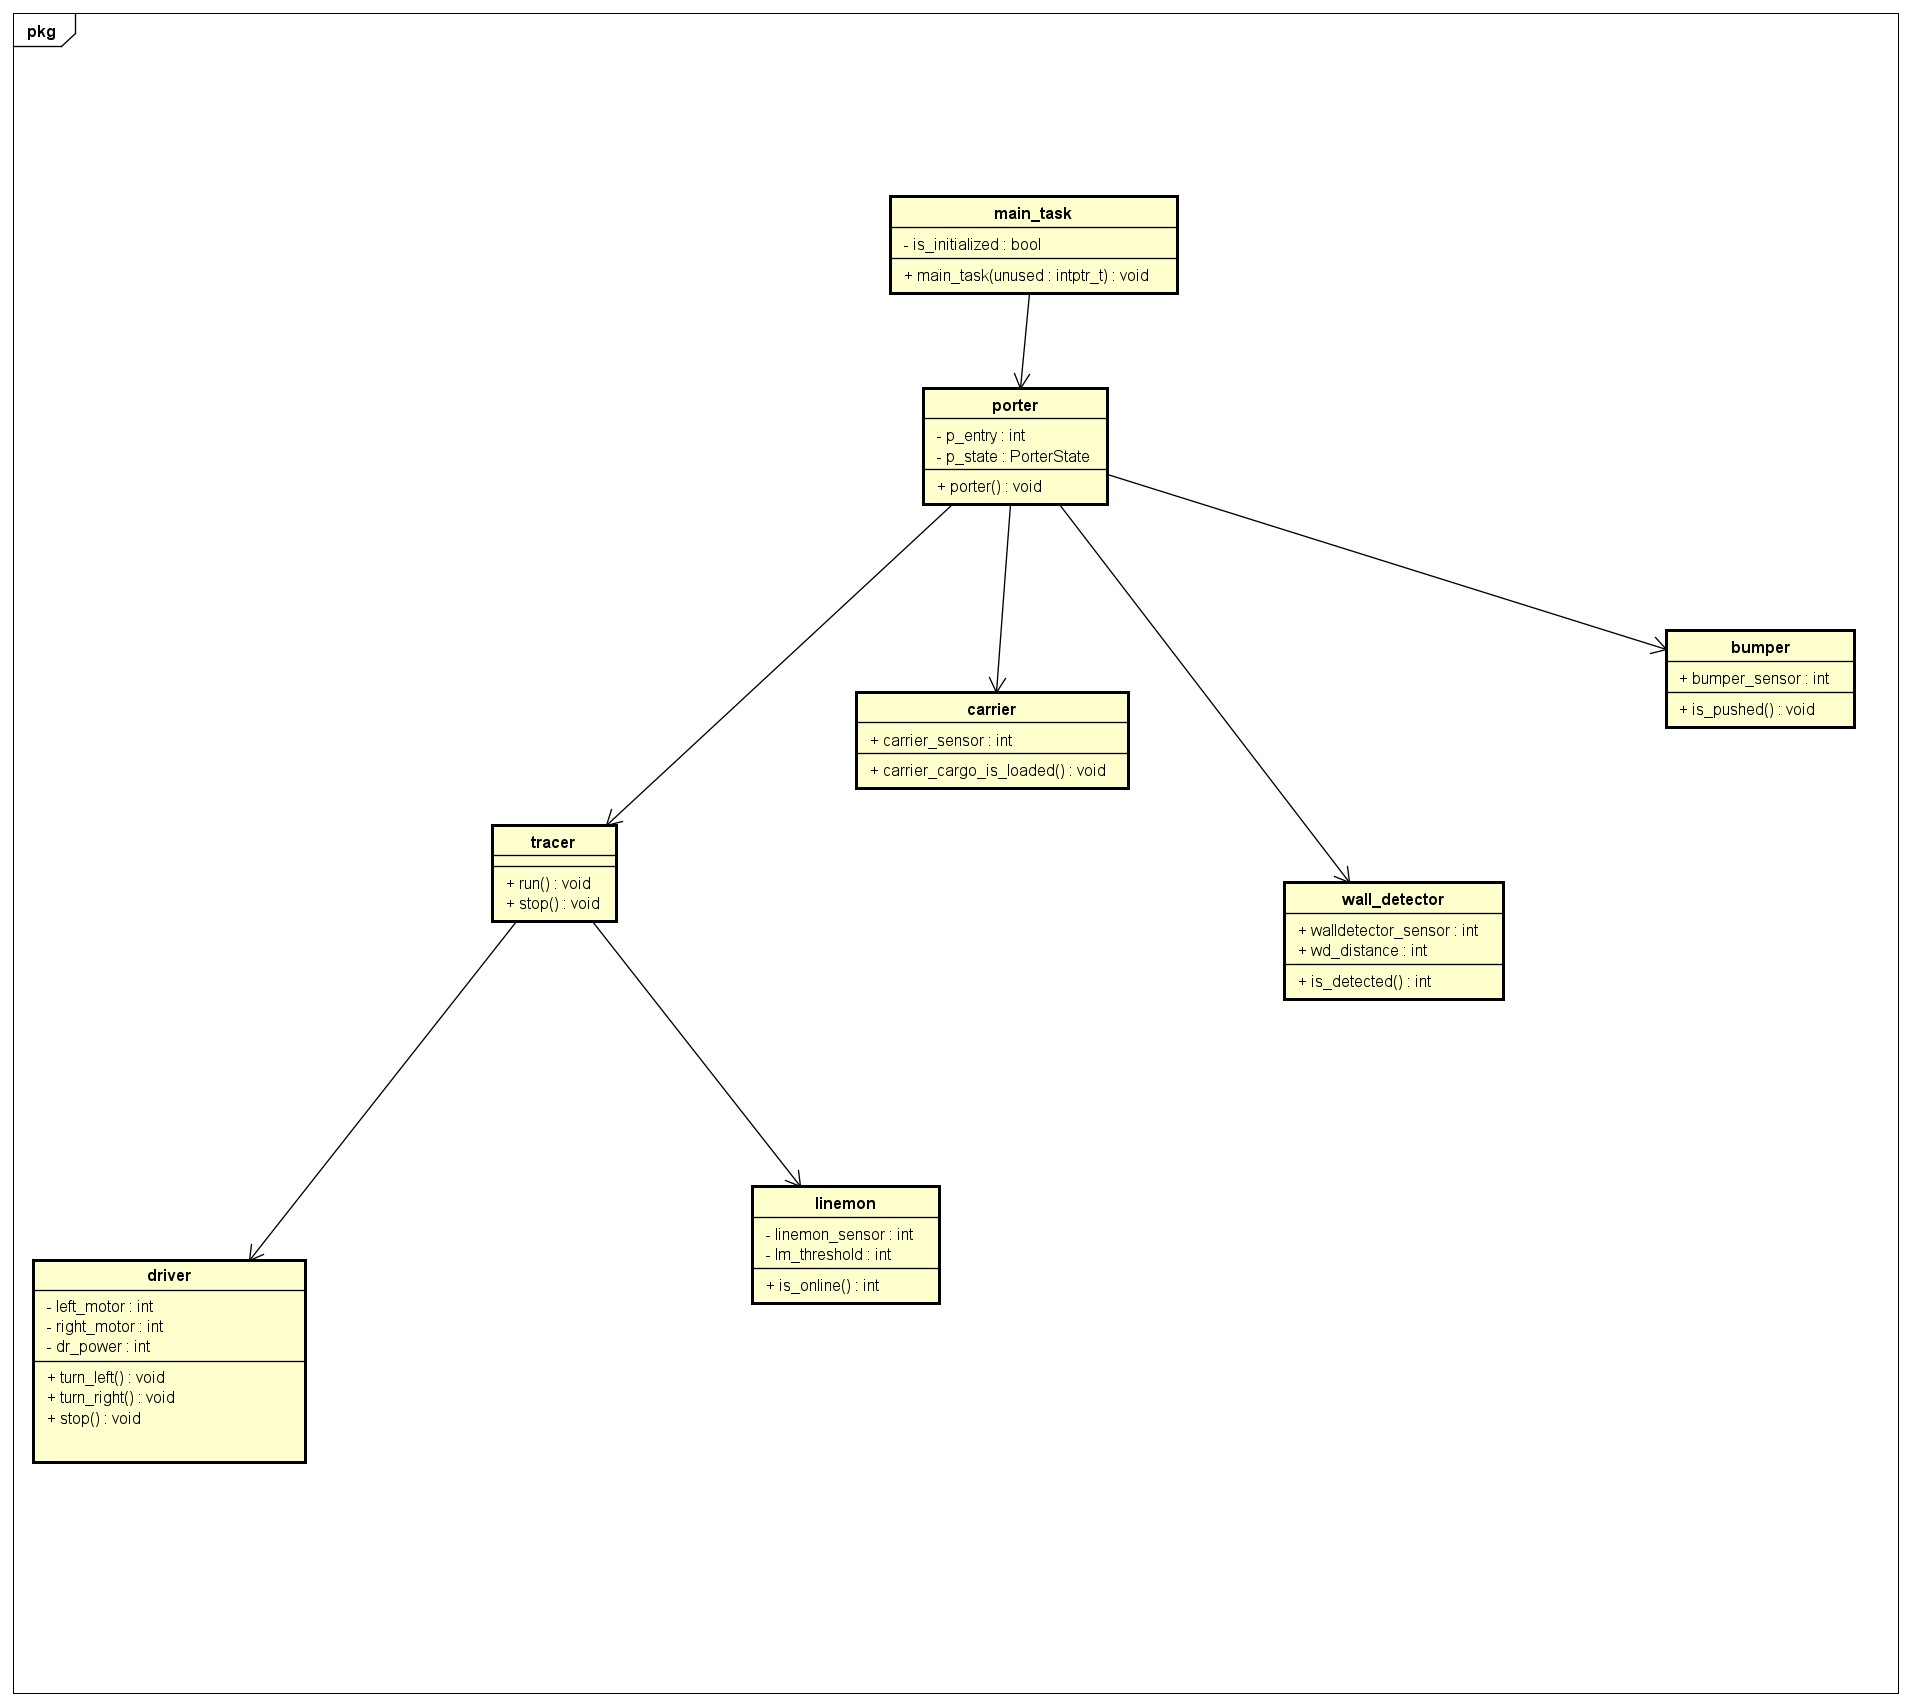 pkg
main_task
- is_initialized : bool
+ main_task(unused : intptr_t) : void
porter
- p_entry : int
- p_state : PorterState
+ porter() : void
bumper
+ bumper_sensor : int
+ is_pushed() : void
carrier
+ carrier_sensor : int
+ carrier_cargo_is_loaded() : void
tracer
+ run() : void
+ stop() : void
wall_detector
+ walldetector_sensor : int
+ wd_distance : int
+ is_detected() : int
linemon
- linemon_sensor : int
- lm_threshold : int
+ is_online() : int
driver
- left_motor : int
- right_motor : int
- dr_power : int
+ turn_left() : void
+ turn_right() : void
+ stop() : void